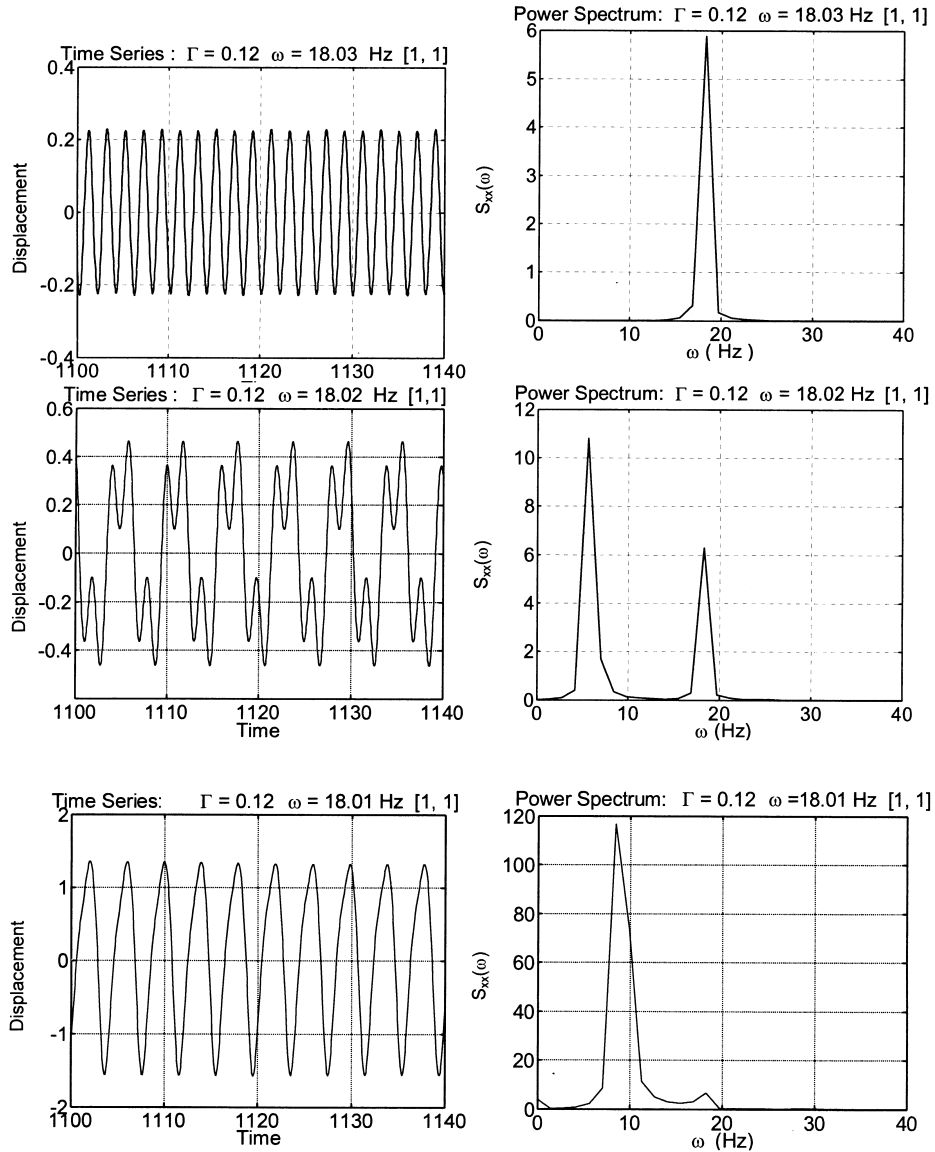 Time Series : Γ = 0.12 ω = 18.03 Hz [1, 1]
Displacement
0.4
0.2
0
-0.2
-0.4
1100 1110 1120 1130 1140
Power Spectrum: Γ = 0.12 ω = 18.03 Hz [1, 1]
Sxx(ω)
6
5
4
3
2
1
0
0 10 20 30 40
ω ( Hz )
Time Series : Γ = 0.12 ω = 18.02 Hz [1,1]
Displacement
0.6
0.4
0.2
0
-0.2
-0.4
1100 1110 1120 1130 1140
Time
Power Spectrum: Γ = 0.12 ω = 18.02 Hz [1, 1]
Sxx(ω)
12
10
8
6
4
2
0
0 10 20 30 40
ω (Hz)
Time Series: Γ = 0.12 ω = 18.01 Hz [1, 1]
Displacement
2
1
0
-1
-2
1100 1110 1120 1130 1140
Time
Power Spectrum: Γ = 0.12 ω =18.01 Hz [1, 1]
Sxx(ω)
120
100
80
60
40
20
0
0 10 20 30 40
ω (Hz)